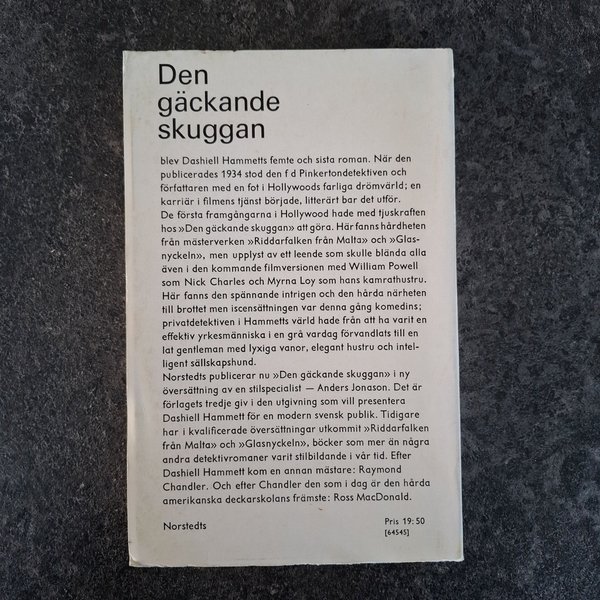 Den
gäckande
skuggan
blev Dashiell Hammetts femte och sista roman. När den
publicerades 1934 stod den f d Pinkertondetektiven och
författaren med en fot i Hollywoods farliga drömvärld; en
karriär i filmens tjänst började, litterärt bar det utför.
De första framgångarna i Hollywood hade med tjuskraften
hos »Den gäckande skuggan» att göra. Här fanns hårdheten
från mästerverken »Riddarfalken från Malta» och »Glas-
nyckeln», men upplyst av ett leende som skulle blända alla
även i den kommande filmversionen med William Powell
som Nick Charles och Myrna Loy som hans kamrathustru.
Här fanns den spännande intrigen och den hårda närheten
till brottet men iscensättningen var denna gång komedins;
privatdetektiven i Hammetts värld hade från att ha varit en
effektiv yrkesmänniska i en grå vardag förvandlats till en
lat gentleman med lyxiga vanor, elegant hustru och intel-
ligent sällskapshund.
Norstedts publicerar nu »Den gäckande skuggan» i ny
översättning av en stilspecialist — Anders Jonason. Det är
förlagets tredje giv i den utgivning som vill presentera
Dashiell Hammett för en modern svensk publik. Tidigare
har i kvalificerade översättningar utkommit »Riddarfalken
från Malta» och »Glasnyckeln», böcker som mer än några
andra detektivromaner varit stilbildande i vår tid. Efter
Dashiell Hammett kom en annan mästare: Raymond
Chandler. Och efter Chandler den som i dag är den hårda
amerikanska deckarskolans främste: Ross MacDonald.
Norstedts Pris 19:50
[64545]